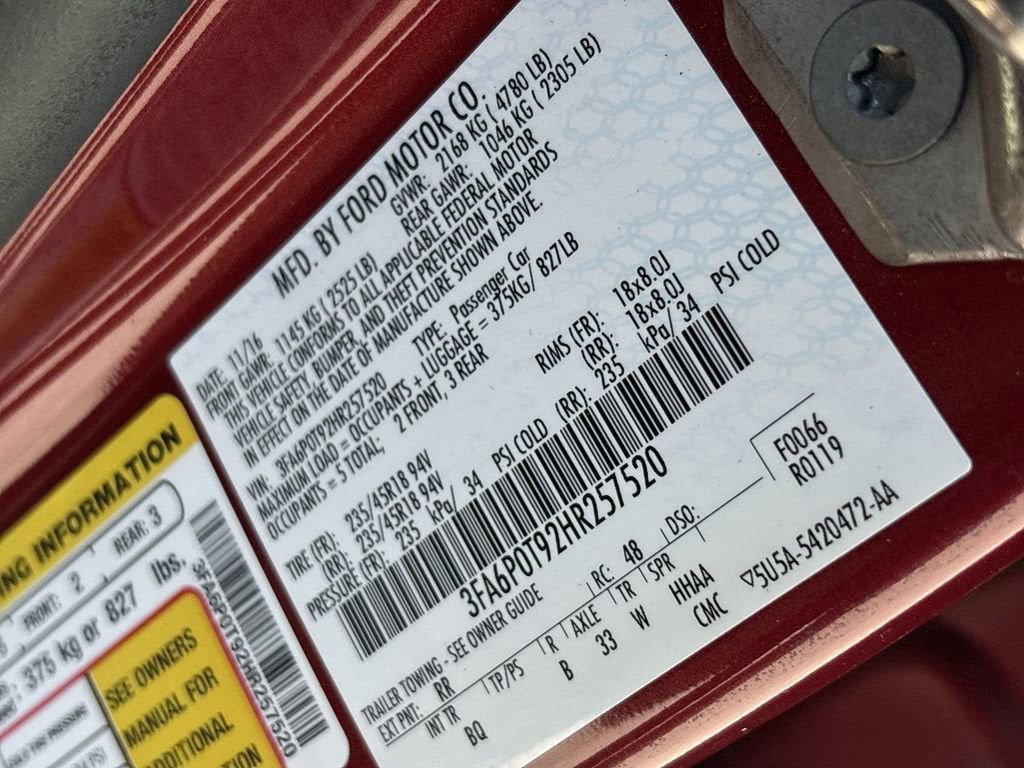 MFD. BY FORD MOTOR CO.
DATE: 11/16 GVWR: 2168 KG ( 4780 LB)
FRONT GAWR: 1145 KG ( 2525 LB) REAR GAWR: 1046 KG ( 2305 LB)
THIS VEHICLE CONFORMS TO ALL APPLICABLE FEDERAL MOTOR
VEHICLE SAFETY, BUMPER, AND THEFT PREVENTION STANDARDS
IN EFFECT ON THE DATE OF MANUFACTURE SHOWN ABOVE.
VIN: 3FA6P0T92HR257520 TYPE: Passenger Car
MAXIMUM LOAD = OCCUPANTS + LUGGAGE = 375KG/ 827LB
OCCUPANTS = 5 TOTAL; 2 FRONT, 3 REAR
TIRE (FR): 235/45R18 94V RIMS (FR): 18x8.0J
(RR): 235/45R18 94V (RR): 18x8.0J
PRESSURE (FR): 235 kPa/ 34 PSI COLD (RR): 235 kPa/ 34 PSI COLD
3FA6P0T92HR257520
F0066
R0119
TRAILER TOWING - SEE OWNER GUIDE
EXT PNT: RR RC: 48 DSO:
INT TR TP/PS R AXLE TR SPR
BQ B 33 W HHAA
CMC
▽5U5A-5420472-AA
ING INFORMATION
FRONT: 2 REAR: 3
375 kg or 827 lbs.
SEE OWNERS
MANUAL FOR
ADDITIONAL
3FA6P0T92HR257520